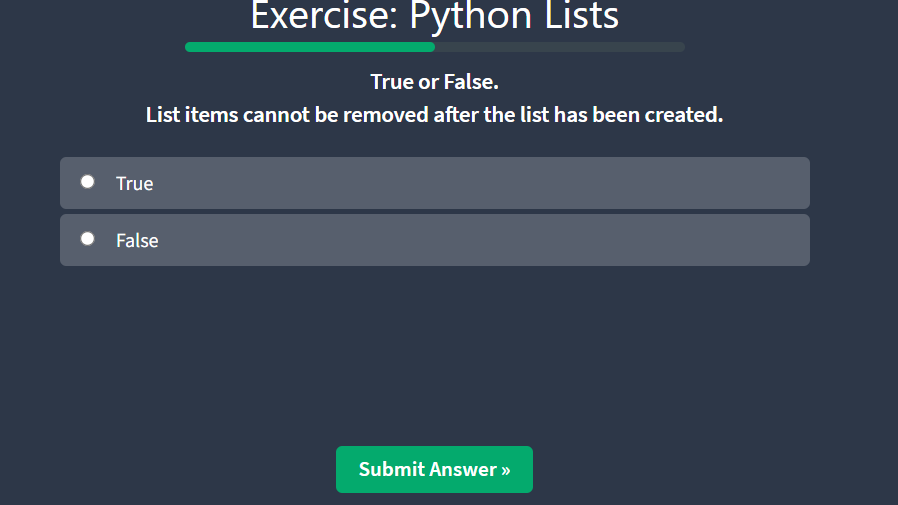 Exercise: Python Lists
True or False.
List items cannot be removed after the list has been created.
True
False
Submit Answer »